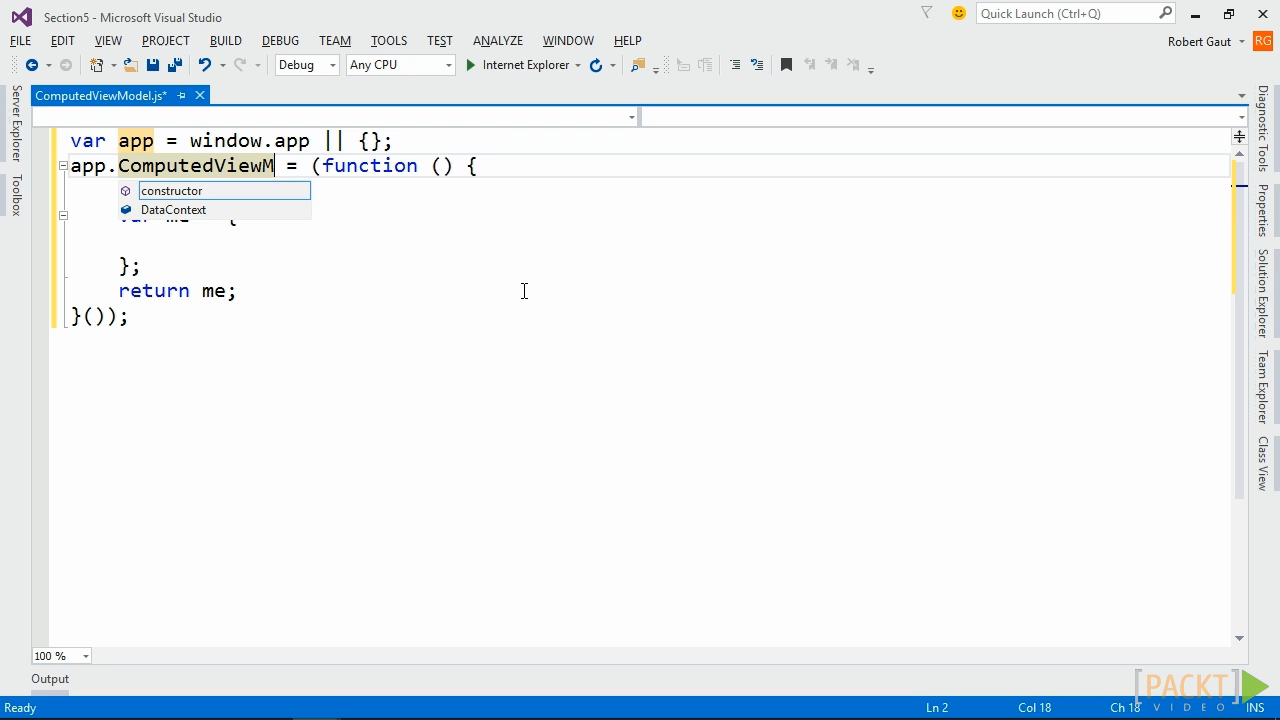 Section5 - Microsoft Visual Studio
Quick Launch (Ctrl+Q)
FILE EDIT VIEW PROJECT BUILD DEBUG TEAM TOOLS TEST ANALYZE WINDOW HELP
Robert Gaut RG
Debug Any CPU Internet Explorer
ComputedViewModel.js*
Server Explorer
Toolbox
var app = window.app || {};
app.ComputedViewM = (function () {
constructor
DataContext
};
return me;
}());
Diagnostic Tools
Properties
Solution Explorer
Team Explorer
Class View
100 %
Output
[PACKT]
VIDEO
Ready Ln 2 Col 18 Ch 18 INS